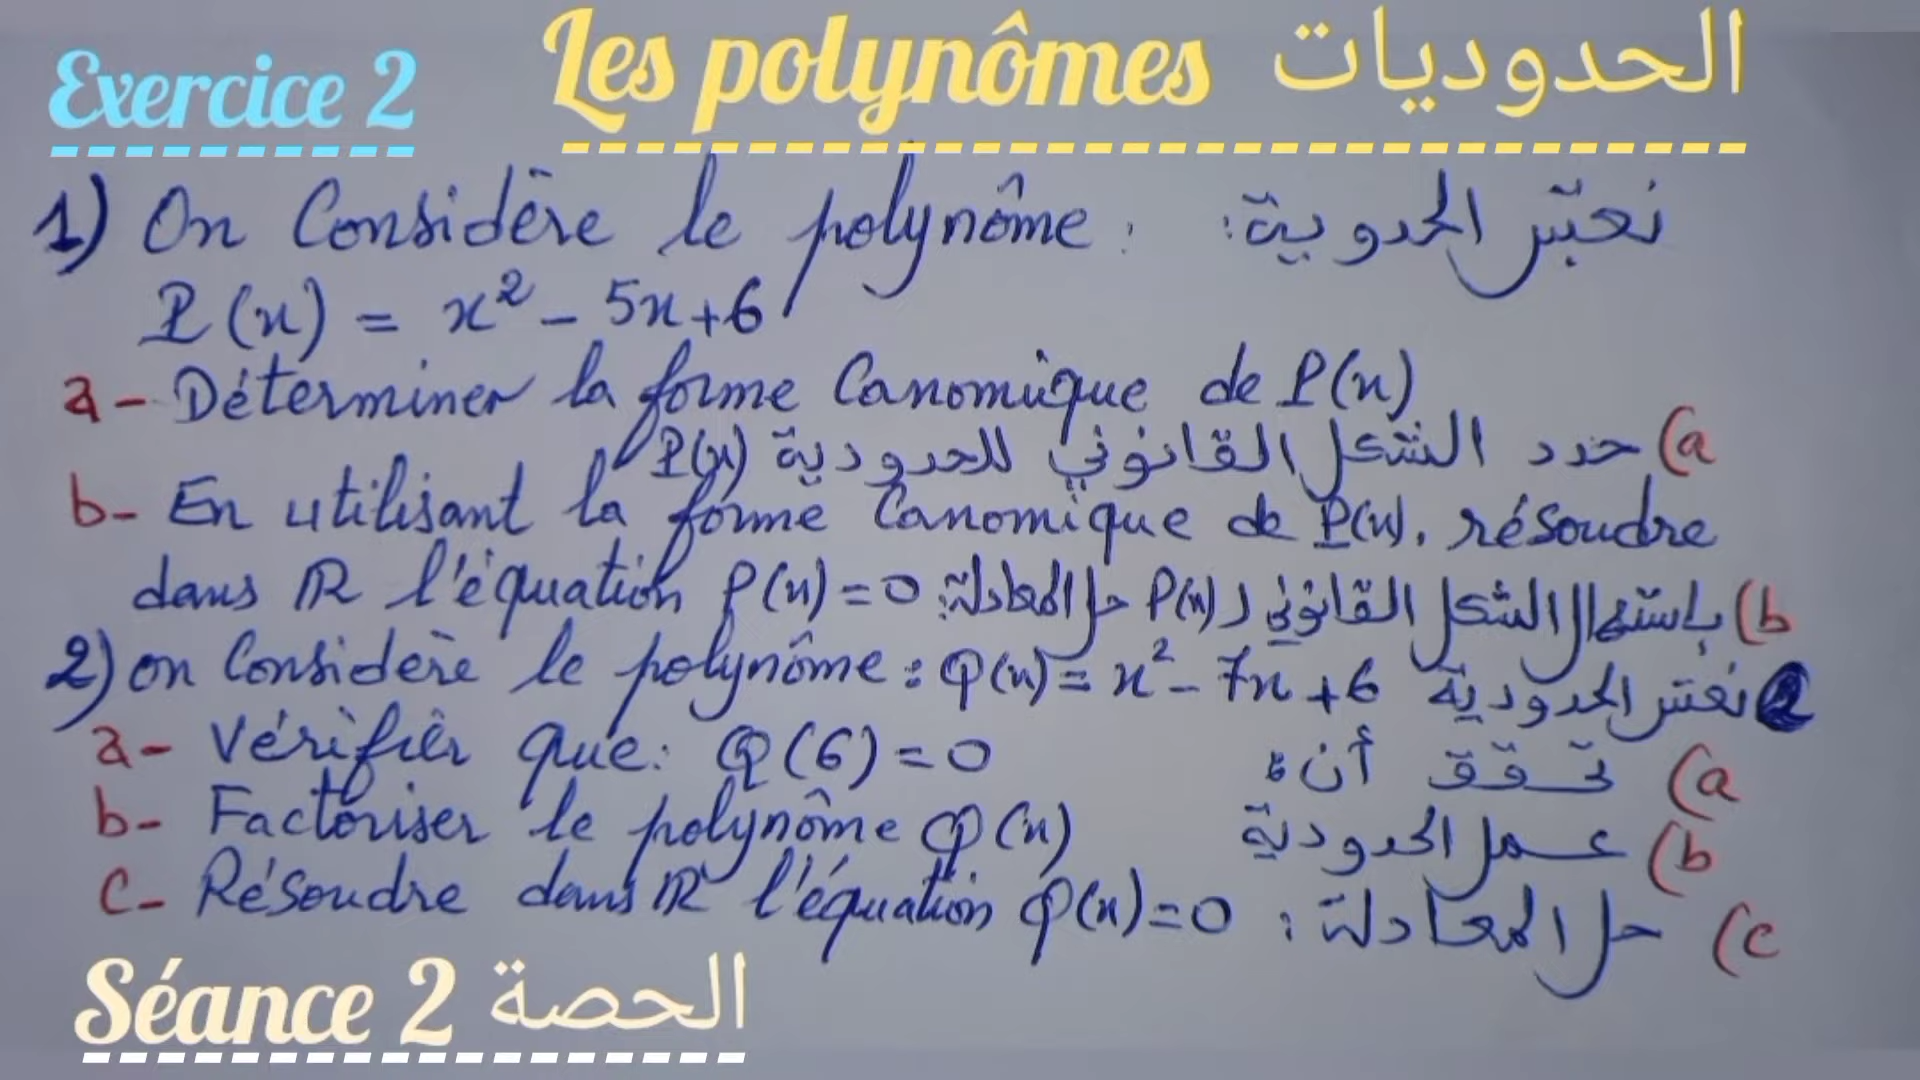 Exercice 2
Les polynômes الحدوديات
1) On Considère le polynôme : نعتبر الحدوية :
P(x) = x² - 5x + 6
a - Déterminer la forme Canonique de P(x)
a) حدد الشكل القانوني للحدودية P(x)
b - En utilisant la forme Canonique de P(x), résoudre
dans ℝ l'équation P(x) = 0
b) باستعمال الشكل القانوني ل P(x) حل المعادلة:
2) on Considère le polynôme : Q(x) = x² - 7x + 6 نعتبر الحدودية 2
a - Vérifier que : Q(6) = 0 a) تحقق أن :
b - Factoriser le polynôme Q(x) b) عمل الحدودية
c - Résoudre dans ℝ l'équation Q(x) = 0 c) حل المعادلة :
Séance 2 الحصة